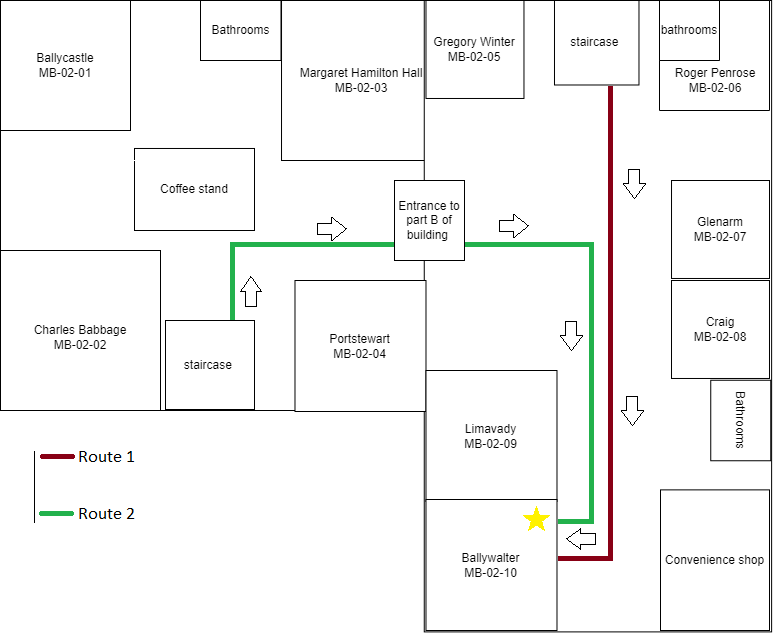 Bathrooms
Gregory Winter
MB-02-05
staircase
bathrooms
Ballycastle
MB-02-01
Margaret Hamilton Hall
MB-02-03
Roger Penrose
MB-02-06
Coffee stand
Entrance to
part B of
building
Glenarm
MB-02-07
Charles Babbage
MB-02-02
staircase
Portstewart
MB-02-04
Craig
MB-02-08
Bathrooms
Limavady
MB-02-09
Route 1
Route 2
Ballywalter
MB-02-10
Convenience shop